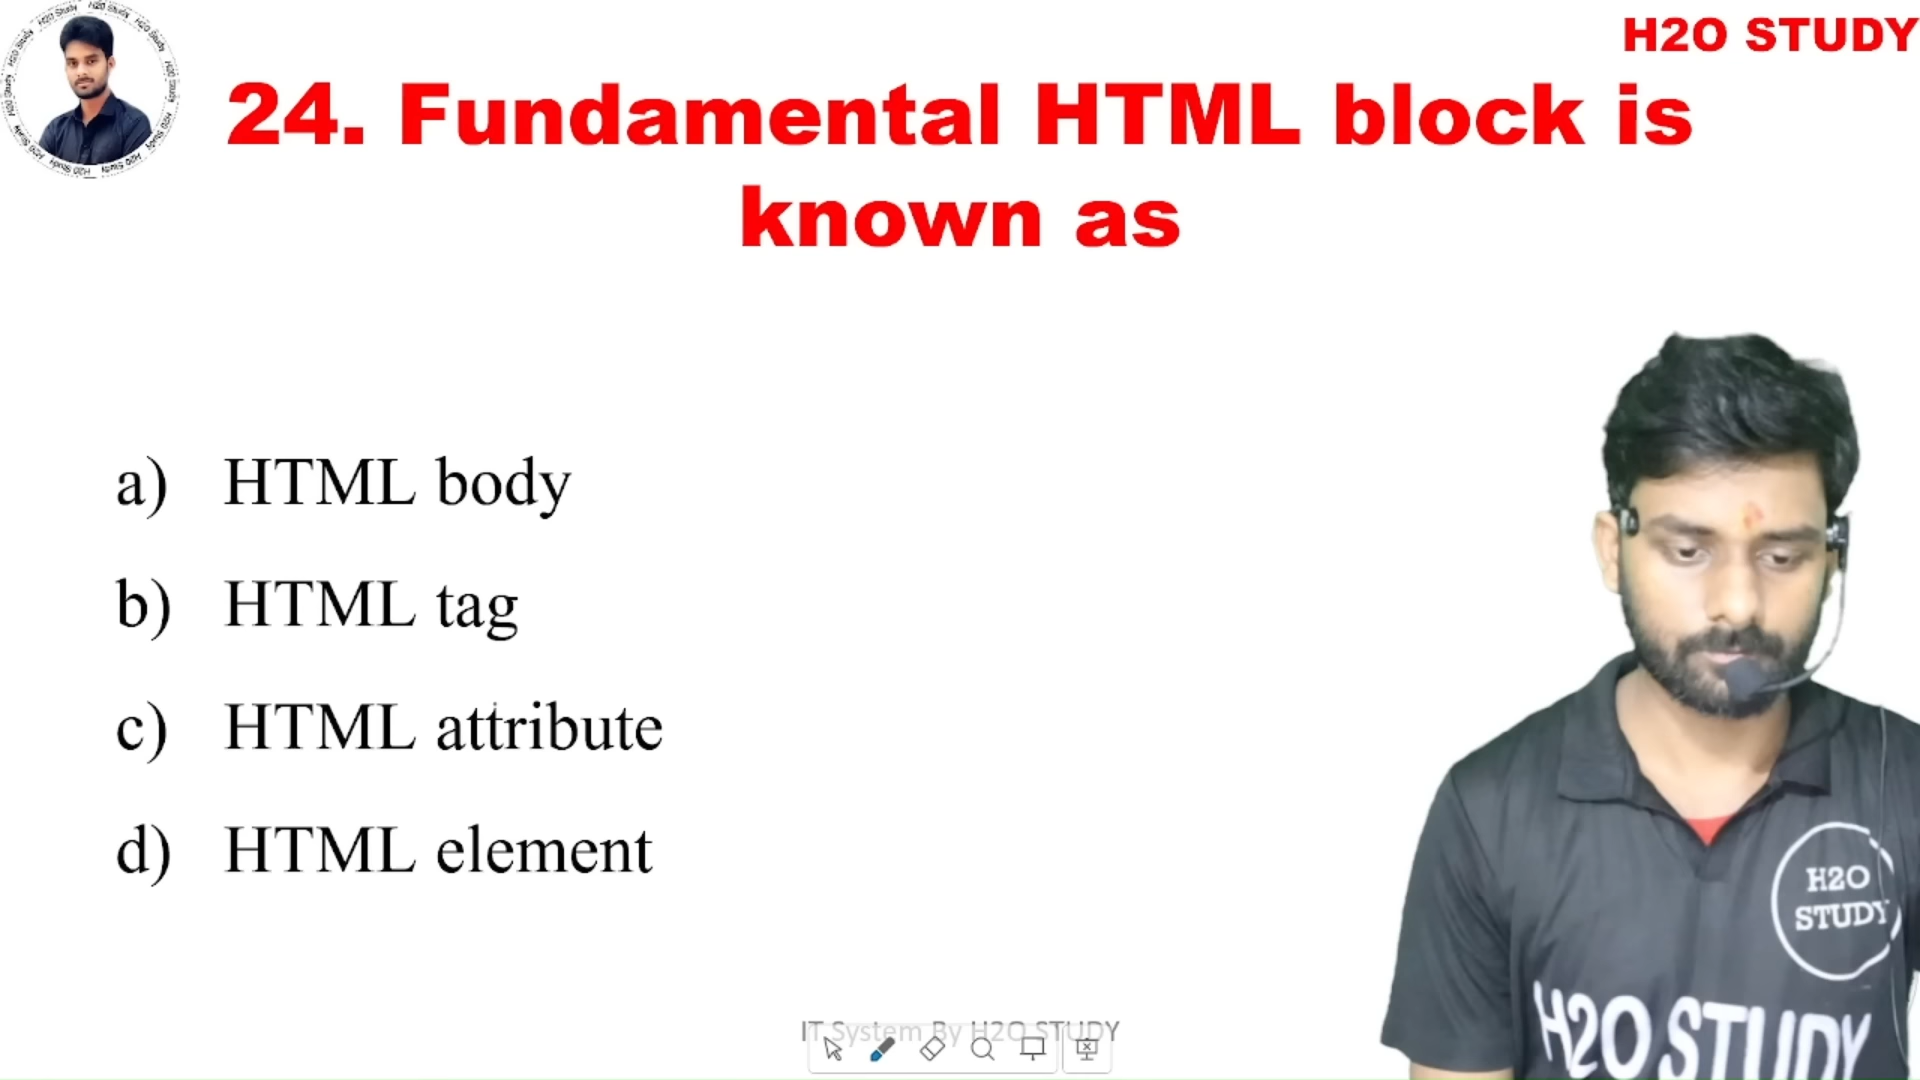 H2O STUDY
24. Fundamental HTML block is
known as
a) HTML body
b) HTML tag
c) HTML attribute
d) HTML element
H2O
STUDY
H2O STUDY
IT System By H2O STUDY